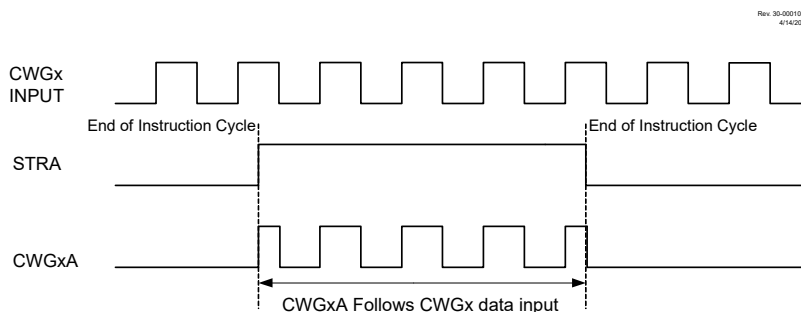 Rev. 30-00010
4/14/20
CWGx
INPUT
End of Instruction Cycle
End of Instruction Cycle
STRA
CWGxA
CWGxA Follows CWGx data input